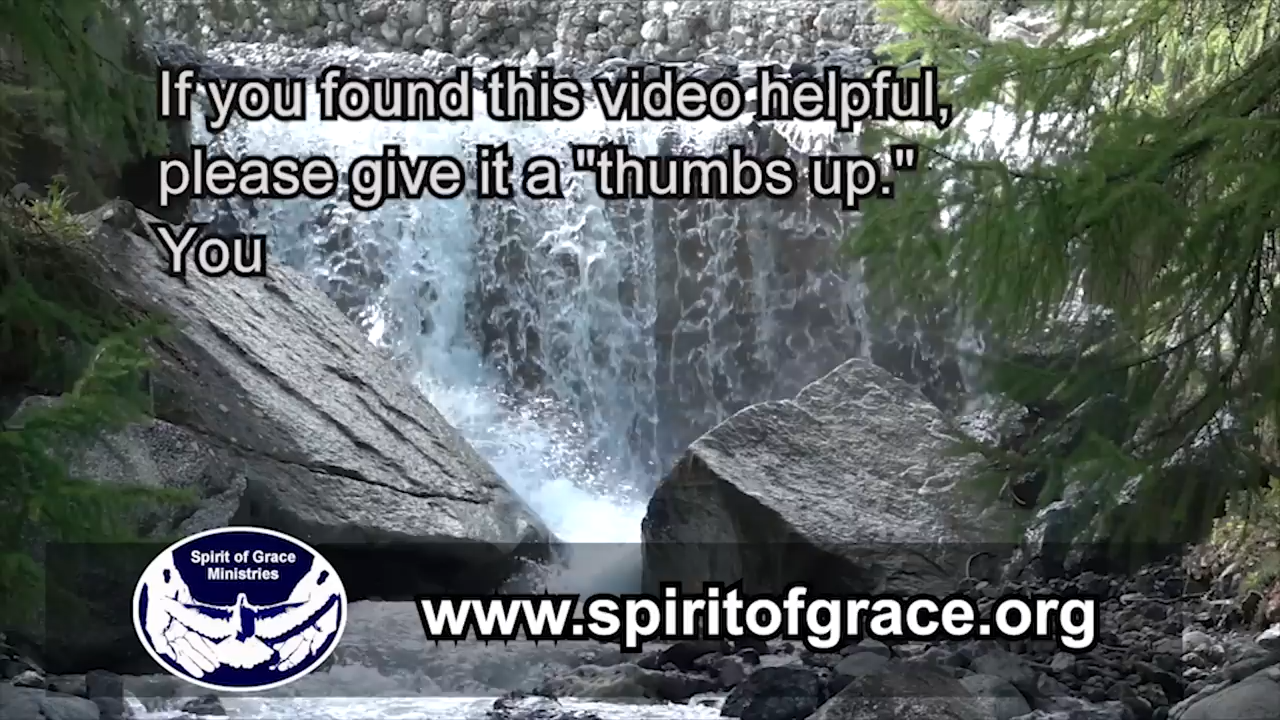 If you found this video helpful,
please give it a "thumbs up."
You
Spirit of Grace
Ministries
www.spiritofgrace.org